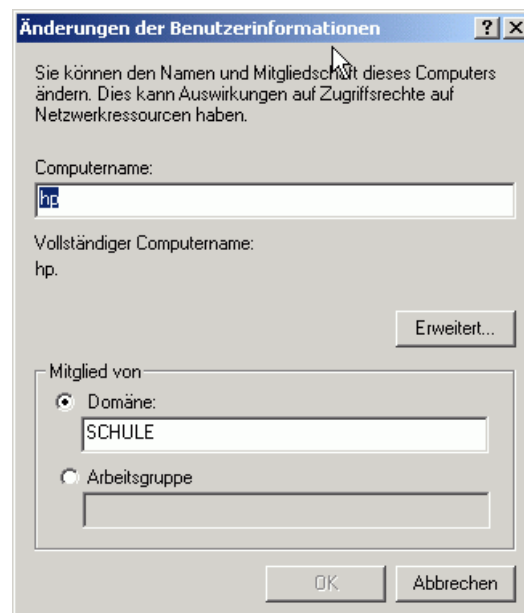 Änderungen der Benutzerinformationen
Sie können den Namen und Mitgliedschaft dieses Computers
ändern. Dies kann Auswirkungen auf Zugriffsrechte auf
Netzwerkressourcen haben.
Computername:
hp
Vollständiger Computername:
hp.
Erweitert...
Mitglied von
Domäne:
SCHULE
Arbeitsgruppe
OK Abbrechen